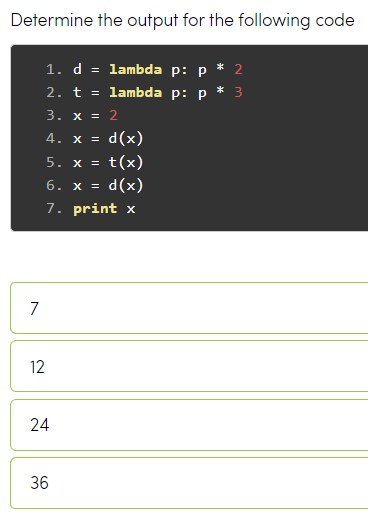 Determine the output for the following code
1. d = lambda p: p * 2
2. t = lambda p: p * 3
3. x = 2
4. x = d(x)
5. x = t(x)
6. x = d(x)
7. print x
7
12
24
36